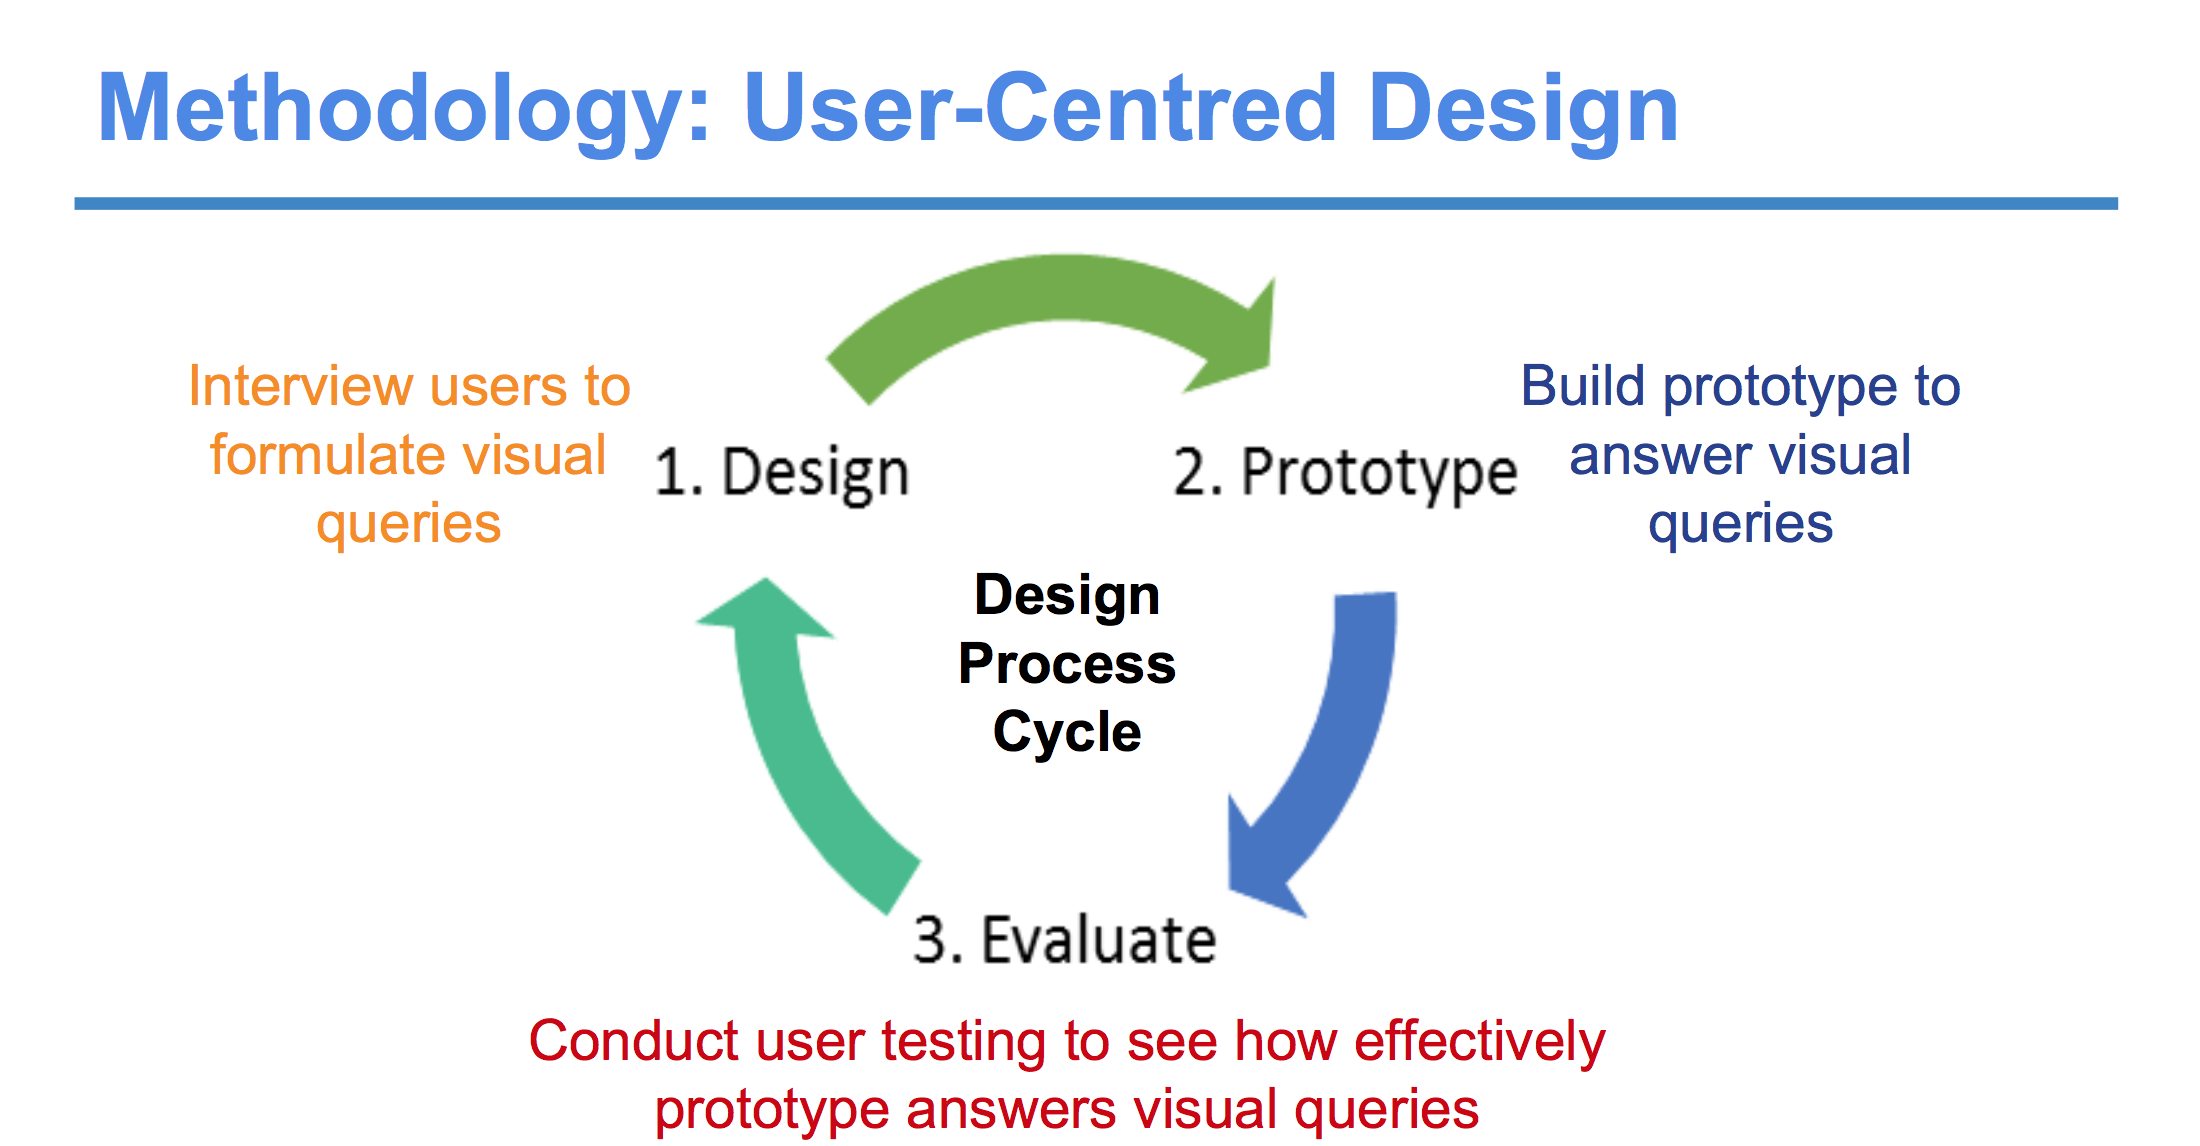 Methodology: User-Centred Design
Interview users to
formulate visual
queries
1. Design
2. Prototype
Build prototype to
answer visual
queries
Design
Process
Cycle
3. Evaluate
Conduct user testing to see how effectively
prototype answers visual queries